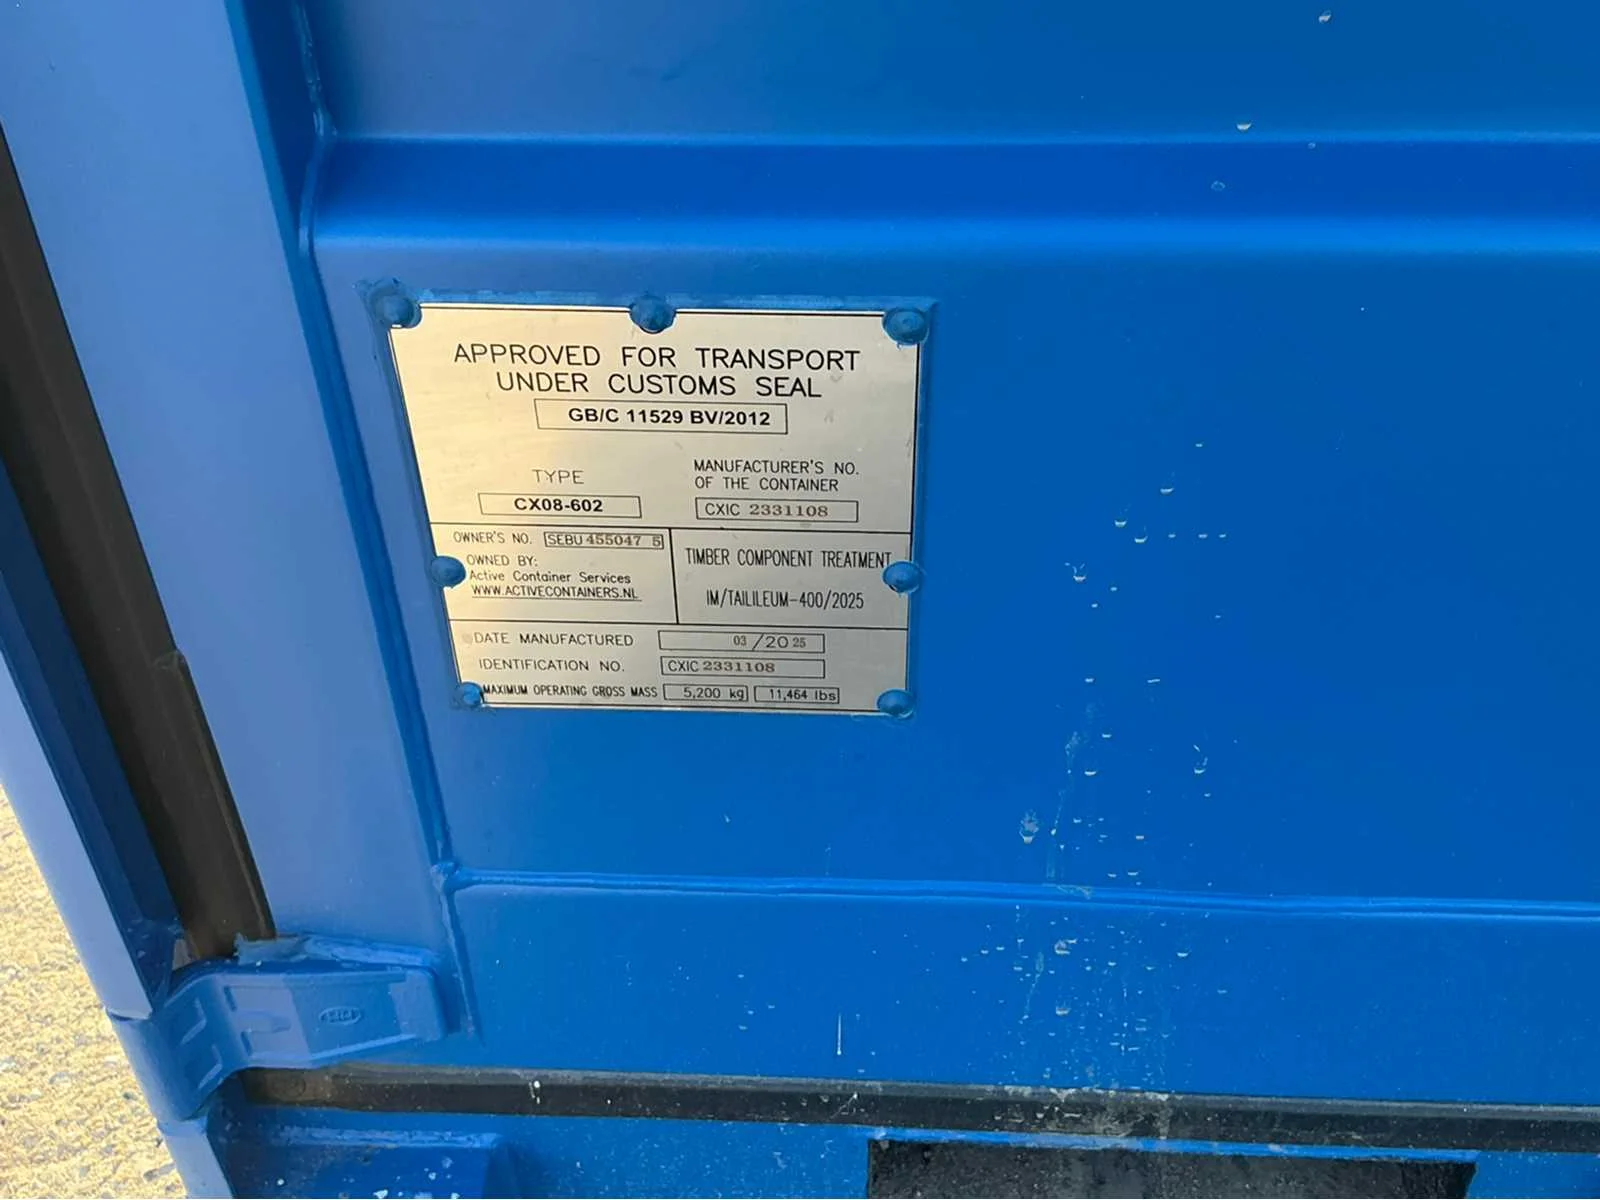 APPROVED FOR TRANSPORT
UNDER CUSTOMS SEAL
GB/C 11529 BV/2012
TYPE
CX08-602
MANUFACTURER'S NO.
OF THE CONTAINER
CXIC 2331108
OWNER'S NO. SEBU 455047 5
OWNED BY:
Active Container Services
WWW.ACTIVECONTAINERS.NL
TIMBER COMPONENT TREATMENT
IM/TAILILEUM-400/2025
DATE MANUFACTURED 03/2025
IDENTIFICATION NO. CXIC 2331108
MAXIMUM OPERATING GROSS MASS 5,200 kg 11,464 lbs